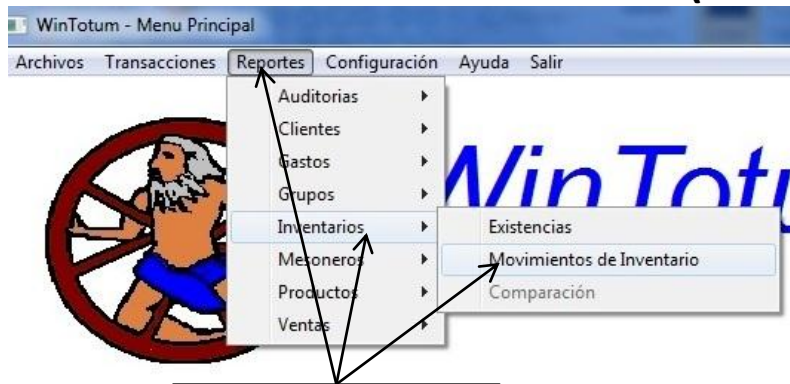 WinTotum - Menu Principal
Archivos Transacciones Reportes Configuración Ayuda Salir
Auditorias
Clientes
Gastos
Grupos
Inventarios
Mesoneros
Productos
Ventas
Existencias
Movimientos de Inventario
Comparación